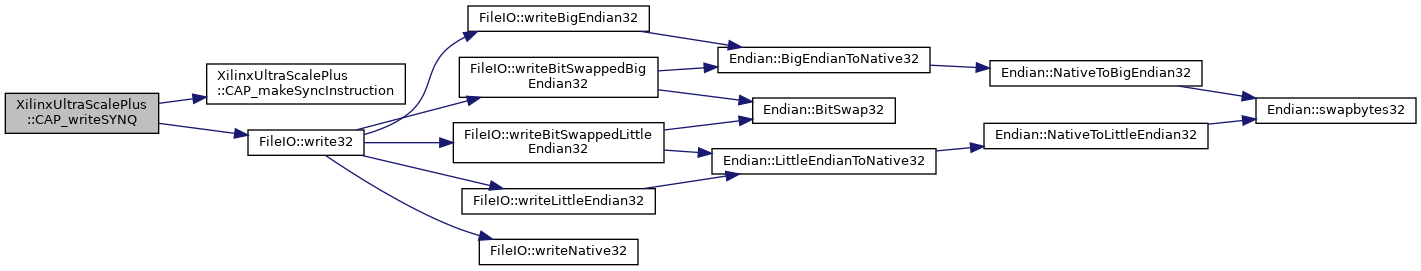 XilinxUltraScalePlus
::CAP_writeSYNQ
XilinxUltraScalePlus
::CAP_makeSyncInstruction
FileIO::write32
FileIO::writeBigEndian32
FileIO::writeBitSwappedBig
Endian32
FileIO::writeBitSwappedLittle
Endian32
FileIO::writeLittleEndian32
FileIO::writeNative32
Endian::BigEndianToNative32
Endian::BitSwap32
Endian::LittleEndianToNative32
Endian::NativeToBigEndian32
Endian::NativeToLittleEndian32
Endian::swapbytes32